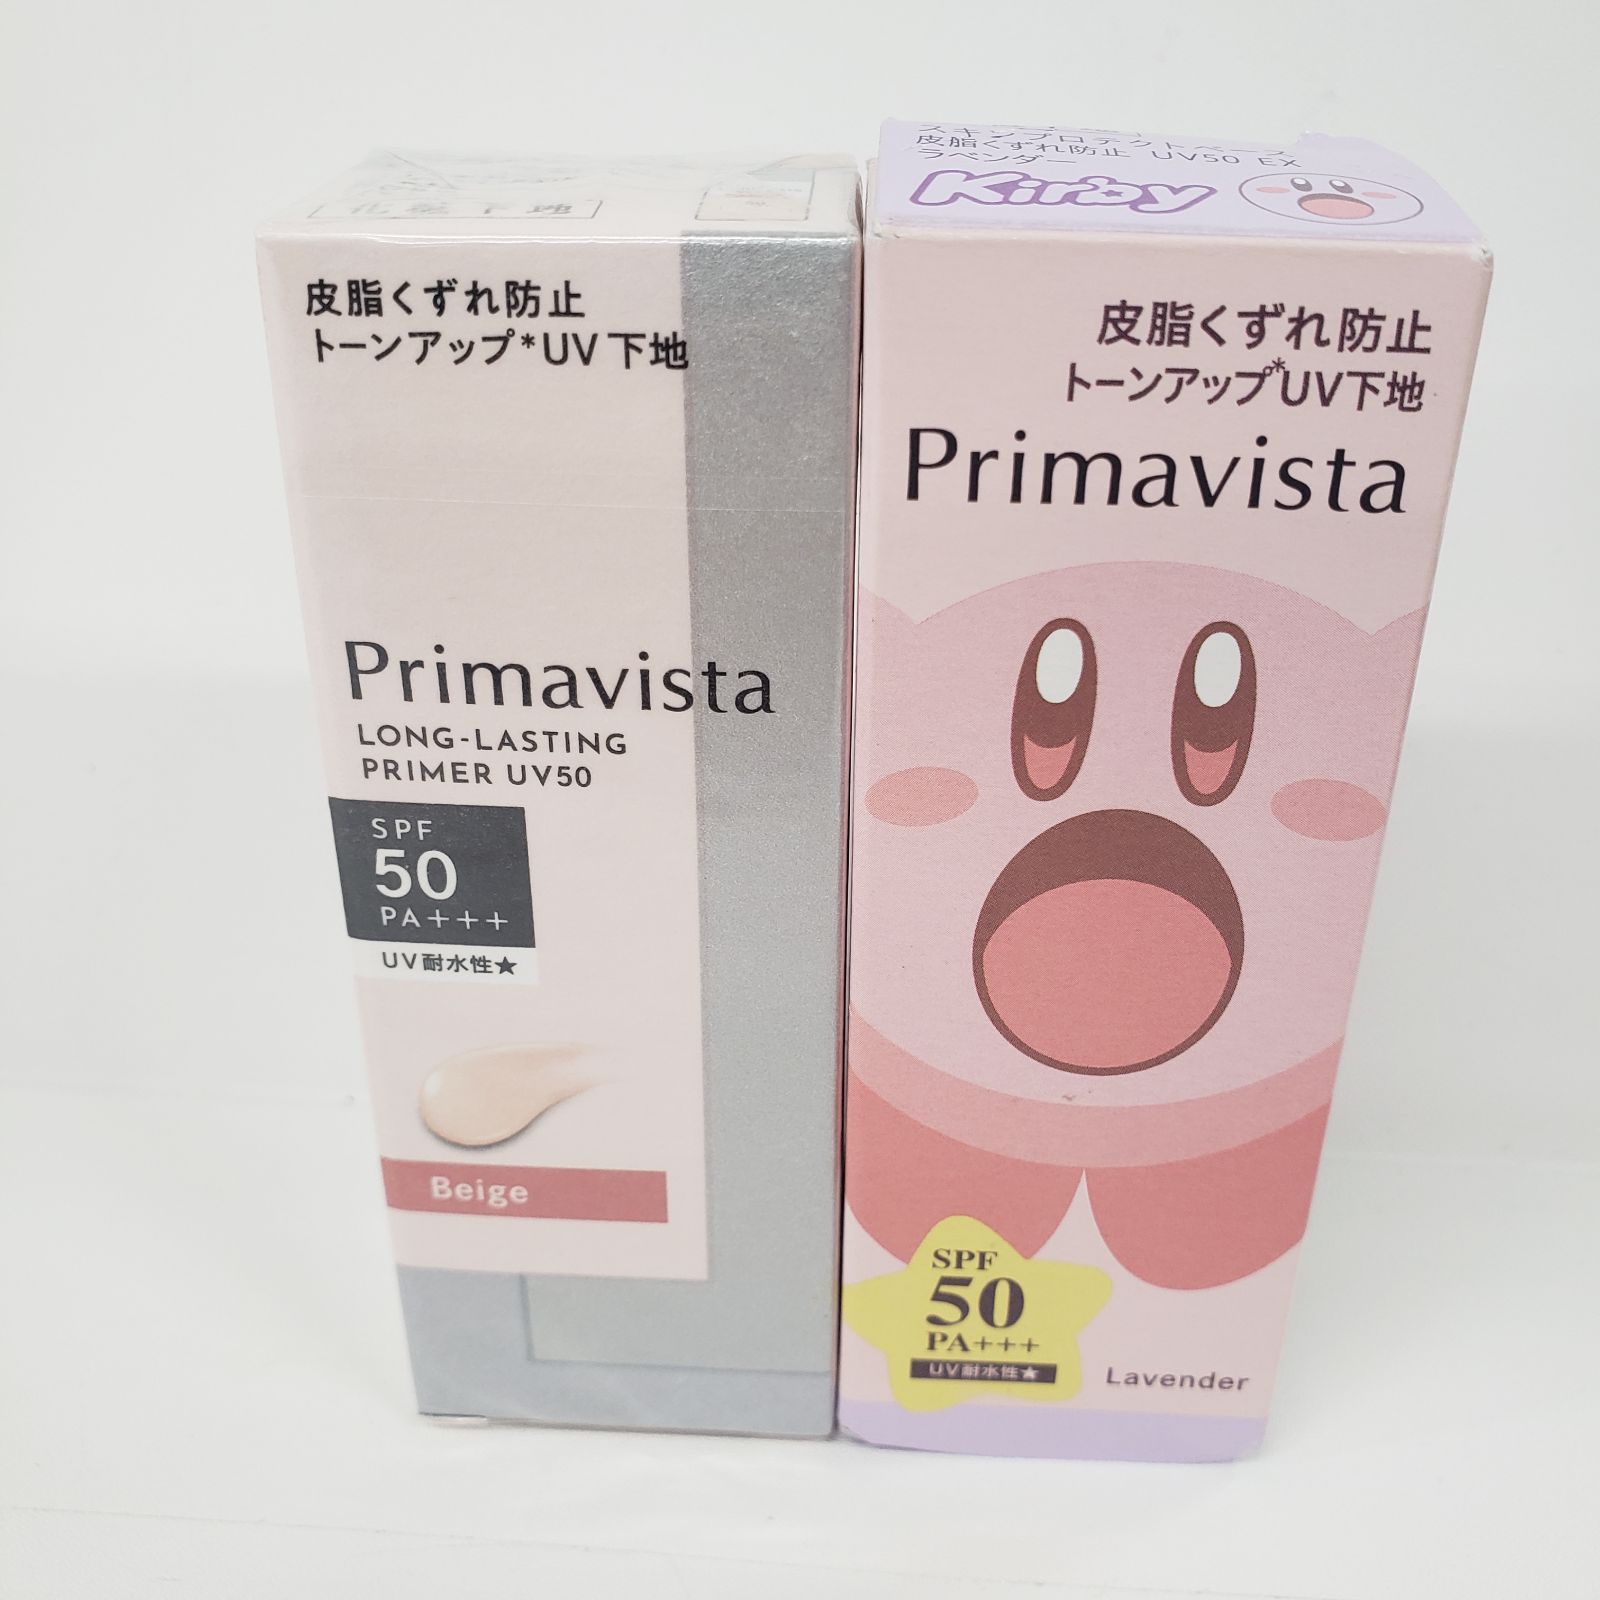 化粧下地
皮脂くずれ防止
トーンアップ*UV下地
Primavista
LONG-LASTING
PRIMER UV50
SPF
50
PA+++
UV耐水性★
Beige
スキンプロテクトベース
皮脂くずれ防止 UV50 EX
ラベンダー
Kirby
皮脂くずれ防止
トーンアップ*UV下地
Primavista
SPF
50
PA+++
UV耐水性★
Lavender